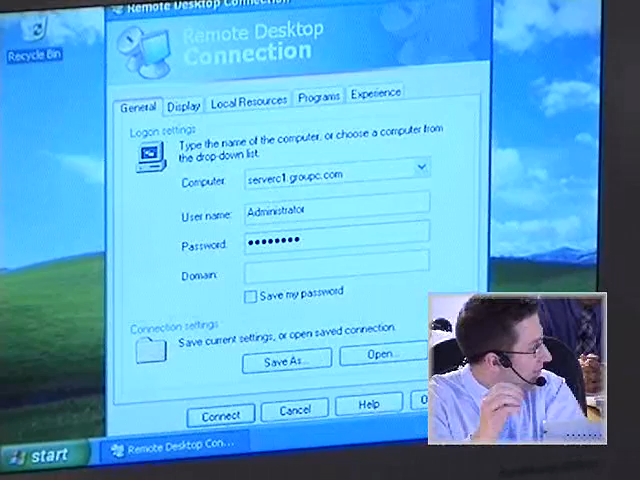 Remote Desktop Connection
Recycle Bin
Remote Desktop
Connection
General
Display
Local Resources
Programs
Experience
Logon settings
Type the name of the computer, or choose a computer from
the drop-down list.
Computer:
serverc1.groupc.com
User name:
Administrator
Password:
••••••••
Domain:
Save my password
Connection settings
Save current settings, or open saved connection.
Save As...
Open...
Connect
Cancel
Help
O
start
Remote Desktop Con...